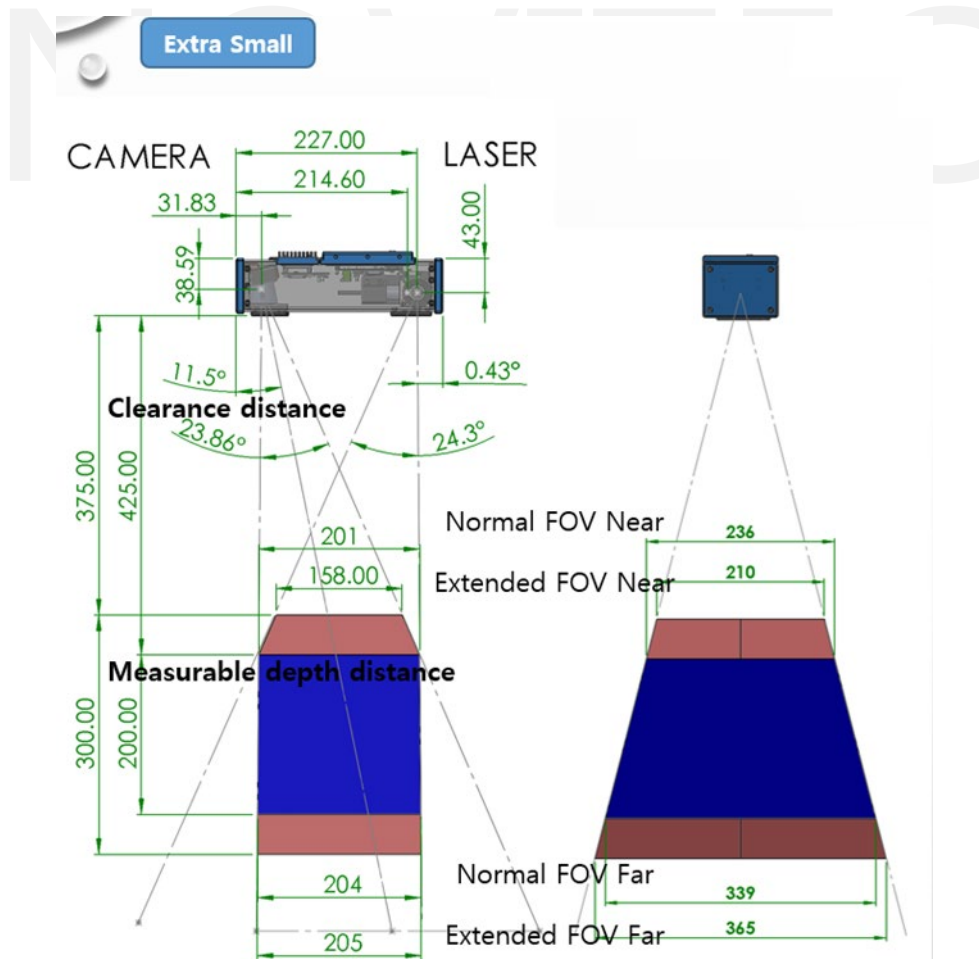 Extra Small
CAMERA
227.00
LASER
214.60
31.83
43.00
38.59
11.5°
0.43°
Clearance distance
23.86°
24.3°
375.00
425.00
Normal FOV Near
201
236
Extended FOV Near
158.00
210
Measurable depth distance
300.00
200.00
Normal FOV Far
204
339
Extended FOV Far
205
365